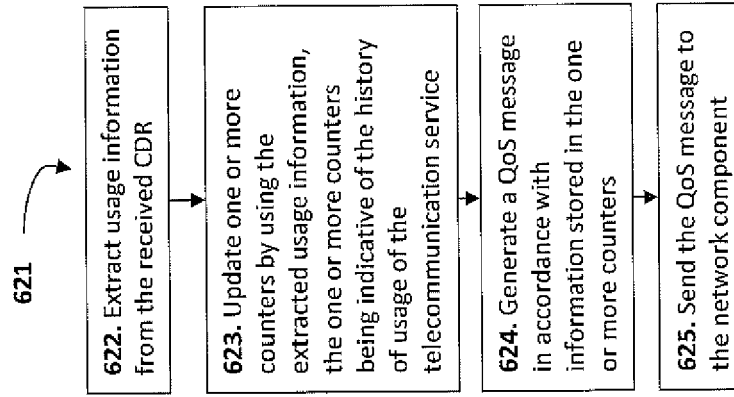 621
622. Extract usage information
from the received CDR
623. Update one or more
counters by using the
extracted usage information,
the one or more counters
being indicative of the history
of usage of the
telecommunication service
624. Generate a QoS message
in accordance with
information stored in the one
or more counters
625. Send the QoS message to
the network component